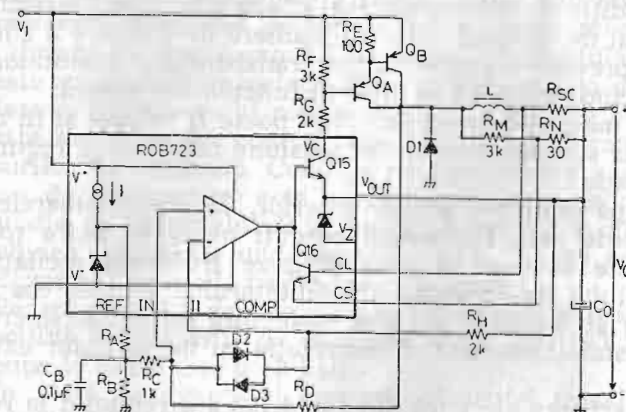 V_I
R_E
100
Q_B
R_F
3k
Q_A
R_G
2k
L
R_SC
R_M
3k
R_N
30
D1
ROB723
V_C
Q15
V_OUT
V+
I
V_Z
V-
Q16
CL
CS
REF
IN
II
COMP
V_O
C_O
R_A
R_H
2k
D2
D3
C_B
0,1µF
R_B
R_C
1k
R_D
+
-